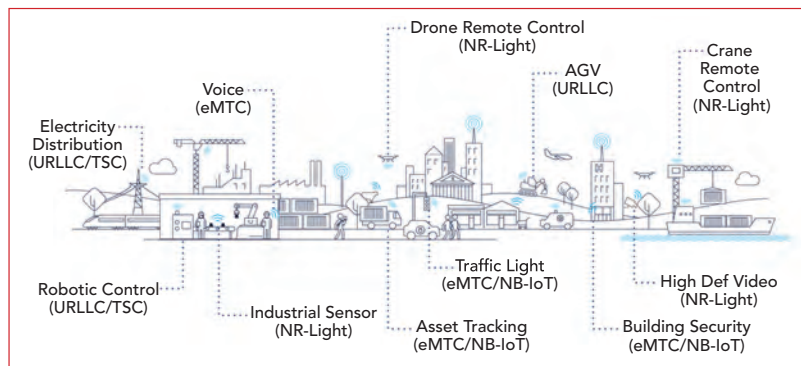 Drone Remote Control
(NR-Light)
Crane
Remote
Control
(NR-Light)
AGV
(URLLC)
Voice
(eMTC)
Electricity
Distribution
(URLLC/TSC)
Robotic Control
(URLLC/TSC)
Industrial Sensor
(NR-Light)
Traffic Light
(eMTC/NB-IoT)
Asset Tracking
(eMTC/NB-IoT)
High Def Video
(NR-Light)
Building Security
(eMTC/NB-IoT)